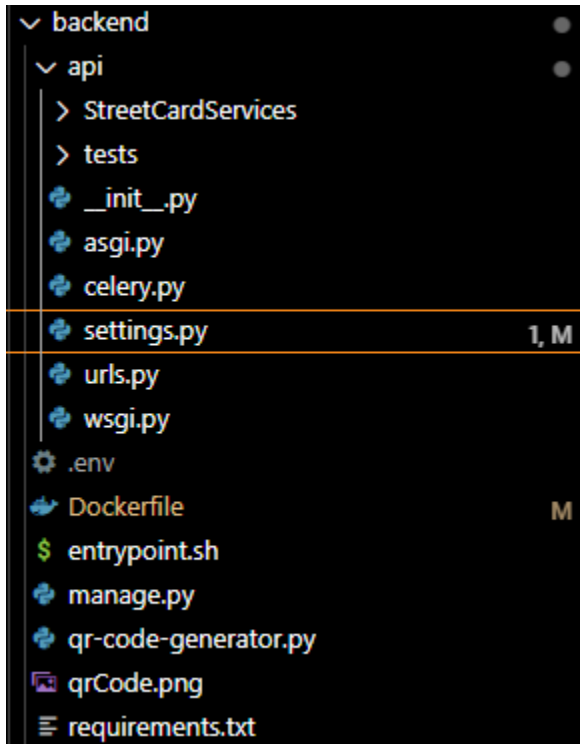 backend
api
StreetCardServices
tests
__init__.py
asgi.py
celery.py
settings.py 1, M
urls.py
wsgi.py
.env
Dockerfile M
$ entrypoint.sh
manage.py
qr-code-generator.py
qrCode.png
requirements.txt